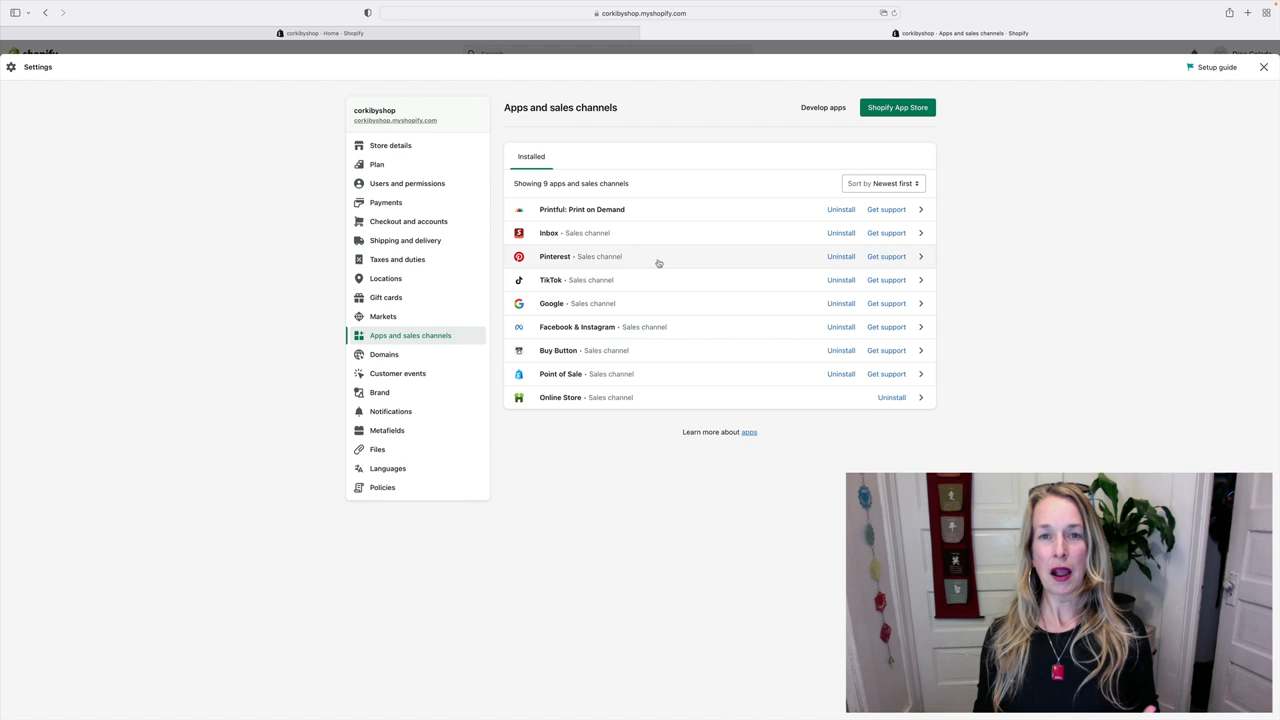 corkibyshop.myshopify.com
corkibyshop · Home · Shopify
corkibyshop · Apps and sales channels · Shopify
Settings
Setup guide
corkibyshop
corkibyshop.myshopify.com
Store details
Plan
Users and permissions
Payments
Checkout and accounts
Shipping and delivery
Taxes and duties
Locations
Gift cards
Markets
Apps and sales channels
Domains
Customer events
Brand
Notifications
Metafields
Files
Languages
Policies
Apps and sales channels
Develop apps
Shopify App Store
Installed
Showing 9 apps and sales channels
Sort by Newest first
Printful: Print on Demand Uninstall Get support
Inbox · Sales channel Uninstall Get support
Pinterest · Sales channel Uninstall Get support
TikTok · Sales channel Uninstall Get support
Google · Sales channel Uninstall Get support
Facebook & Instagram · Sales channel Uninstall Get support
Buy Button · Sales channel Uninstall Get support
Point of Sale · Sales channel Uninstall Get support
Online Store · Sales channel Uninstall
Learn more about apps